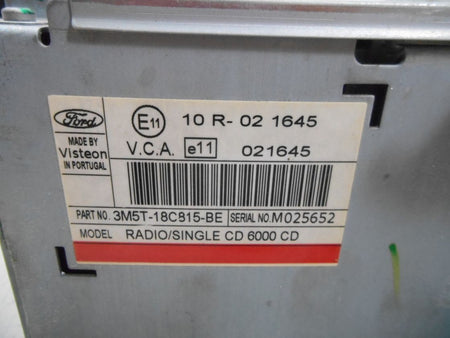 Ford
MADE BY
Visteon
IN PORTUGAL
E11 10 R- 02 1645
V.C.A. e11 021645
PART NO. 3M5T-18C815-BE SERIAL NO. M025652
MODEL RADIO/SINGLE CD 6000 CD